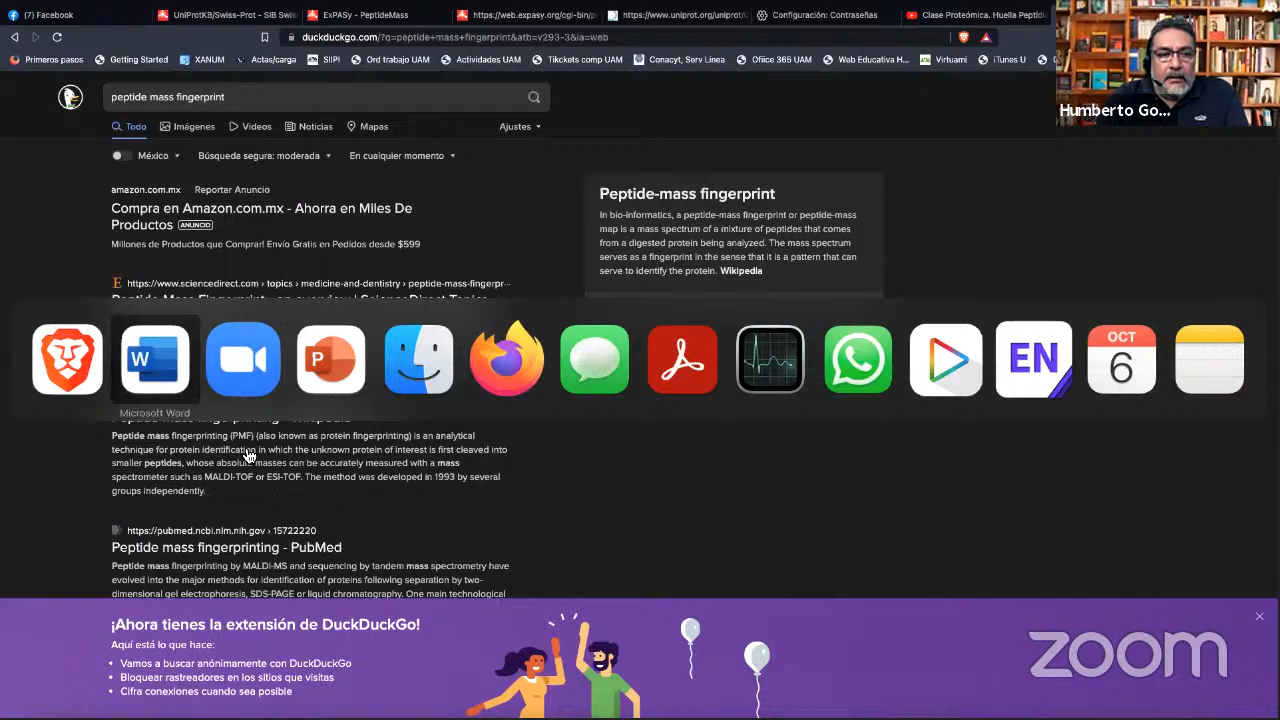 (7) Facebook
UniProtKB/Swiss-Prot - SIB Swis
ExPASy - PeptideMass
https://web.expasy.org/cgi-bin/p
https://www.uniprot.org/uniprot/
Configuración: Contraseñas
Clase Proteómica. Huella Peptídic
duckduckgo.com/?q=peptide+mass+fingerprint&atb=v293-3&ia=web
Primeros pasos
Getting Started
XANUM
Actas/carga
SIIPI
Ord trabajo UAM
Actividades UAM
Tikckets comp UAM
Conacyt, Serv Linea
Ofiice 365 UAM
Web Educativa H...
Virtuami
iTunes U
Humberto Go...
peptide mass fingerprint
Todo
Imágenes
Videos
Noticias
Mapas
Ajustes
México
Búsqueda segura: moderada
En cualquier momento
amazon.com.mx Reportar Anuncio
Compra en Amazon.com.mx - Ahorra en Miles De
Productos ANUNCIO
Millones de Productos que Comprar! Envío Gratis en Pedidos desde $599
https://www.sciencedirect.com › topics › medicine-and-dentistry › peptide-mass-fingerpr...
Peptide Mass Fingerprint - an overview | ScienceDirect Topics
Peptide-mass fingerprint
In bio-informatics, a peptide-mass fingerprint or peptide-mass
map is a mass spectrum of a mixture of peptides that comes
from a digested protein being analyzed. The mass spectrum
serves as a fingerprint in the sense that it is a pattern that can
serve to identify the protein. Wikipedia
W
P
EN
OCT
6
Microsoft Word
Peptide mass fingerprinting - Wikipedia
Peptide mass fingerprinting (PMF) (also known as protein fingerprinting) is an analytical
technique for protein identification in which the unknown protein of interest is first cleaved into
smaller peptides, whose absolute masses can be accurately measured with a mass
spectrometer such as MALDI-TOF or ESI-TOF. The method was developed in 1993 by several
groups independently.
https://pubmed.ncbi.nlm.nih.gov › 15722220
Peptide mass fingerprinting - PubMed
Peptide mass fingerprinting by MALDI-MS and sequencing by tandem mass spectrometry have
evolved into the major methods for identification of proteins following separation by two-
dimensional gel electrophoresis, SDS-PAGE or liquid chromatography. One main technological
¡Ahora tienes la extensión de DuckDuckGo!
Aquí está lo que hace:
• Vamos a buscar anónimamente con DuckDuckGo
• Bloquear rastreadores en los sitios que visitas
• Cifra conexiones cuando sea posible
zoom